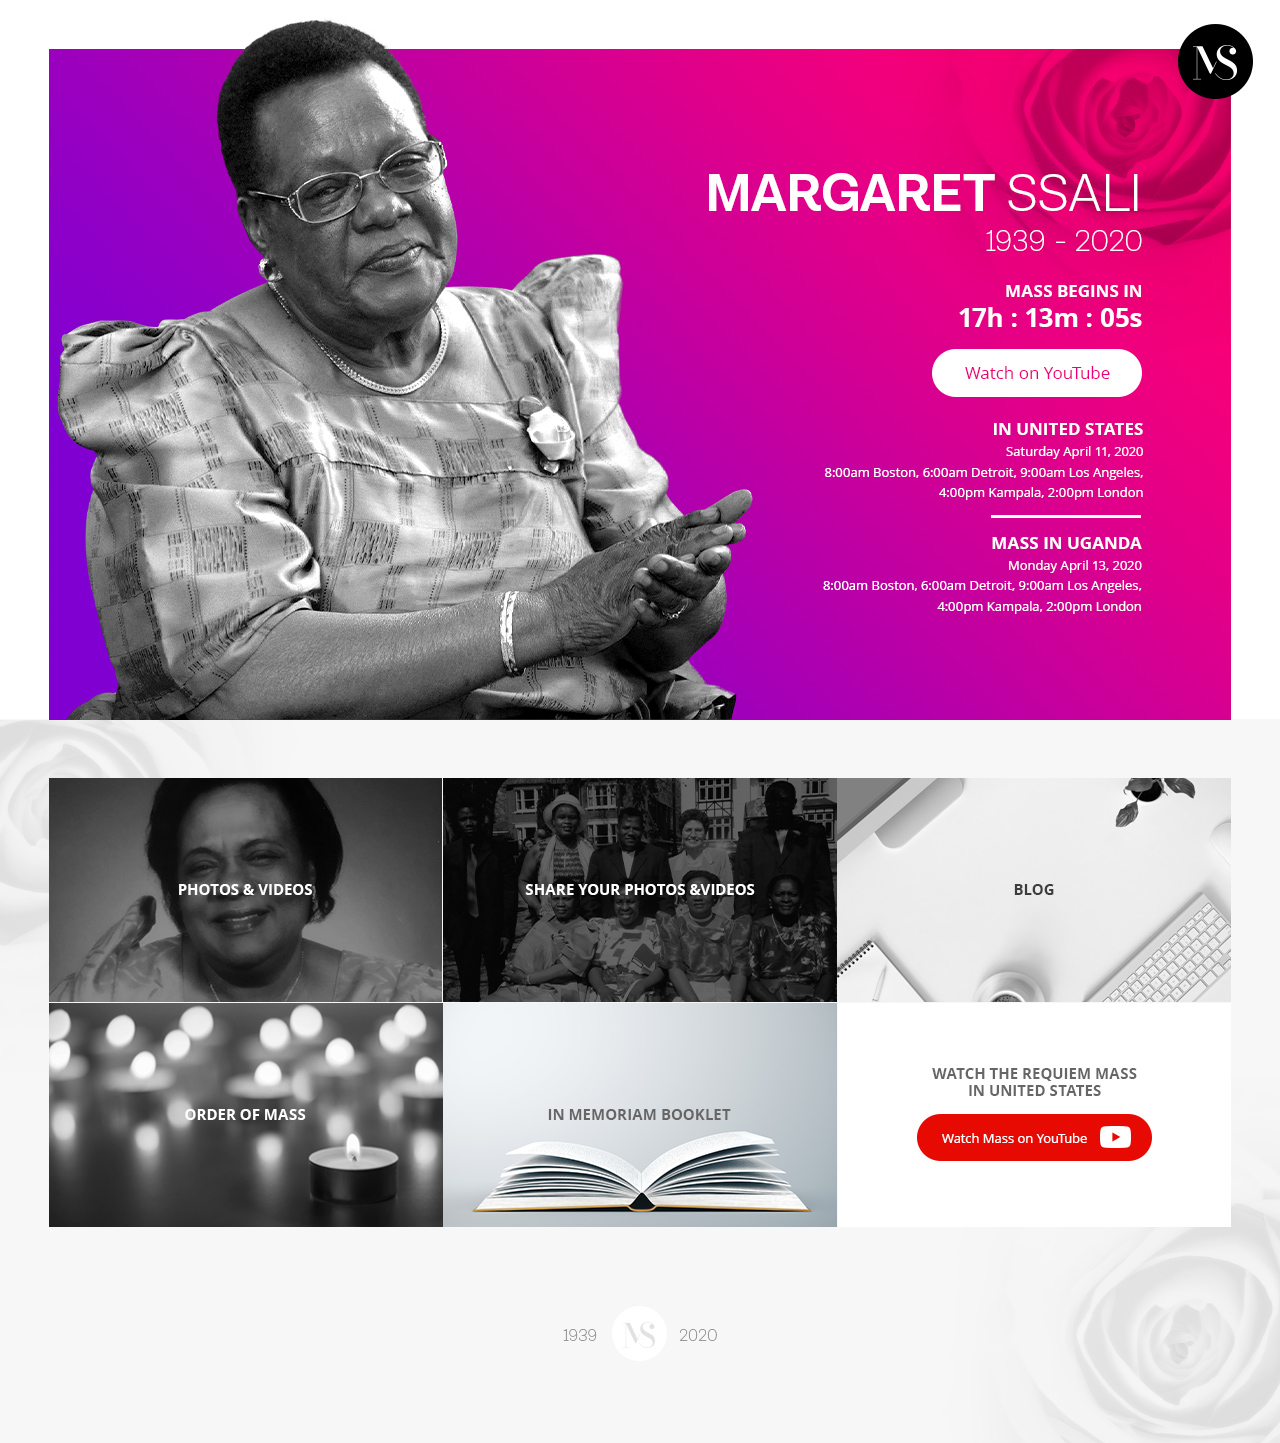 MS
MARGARET SSALI
1939 - 2020
MASS BEGINS IN
17h : 13m : 05s
Watch on YouTube
IN UNITED STATES
Saturday April 11, 2020
8:00am Boston, 6:00am Detroit, 9:00am Los Angeles,
4:00pm Kampala, 2:00pm London
MASS IN UGANDA
Monday April 13, 2020
8:00am Boston, 6:00am Detroit, 9:00am Los Angeles,
4:00pm Kampala, 2:00pm London
PHOTOS & VIDEOS
SHARE YOUR PHOTOS &VIDEOS
BLOG
ORDER OF MASS
IN MEMORIAM BOOKLET
WATCH THE REQUIEM MASS
IN UNITED STATES
Watch Mass on YouTube
1939 MS 2020